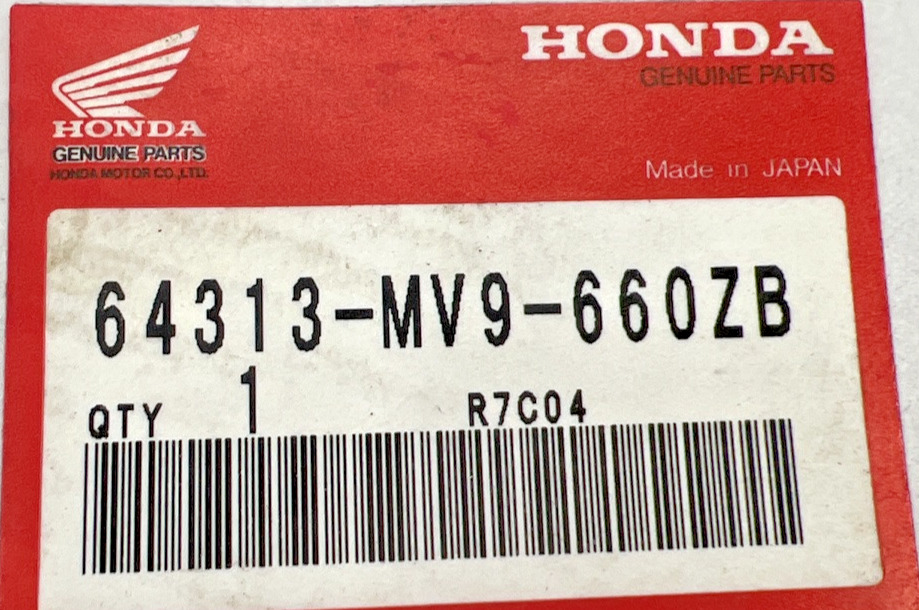 HONDA
GENUINE PARTS
HONDA
GENUINE PARTS
HONDA MOTOR CO.,LTD.
Made in JAPAN
64313-MV9-660ZB
QTY 1 R7C04